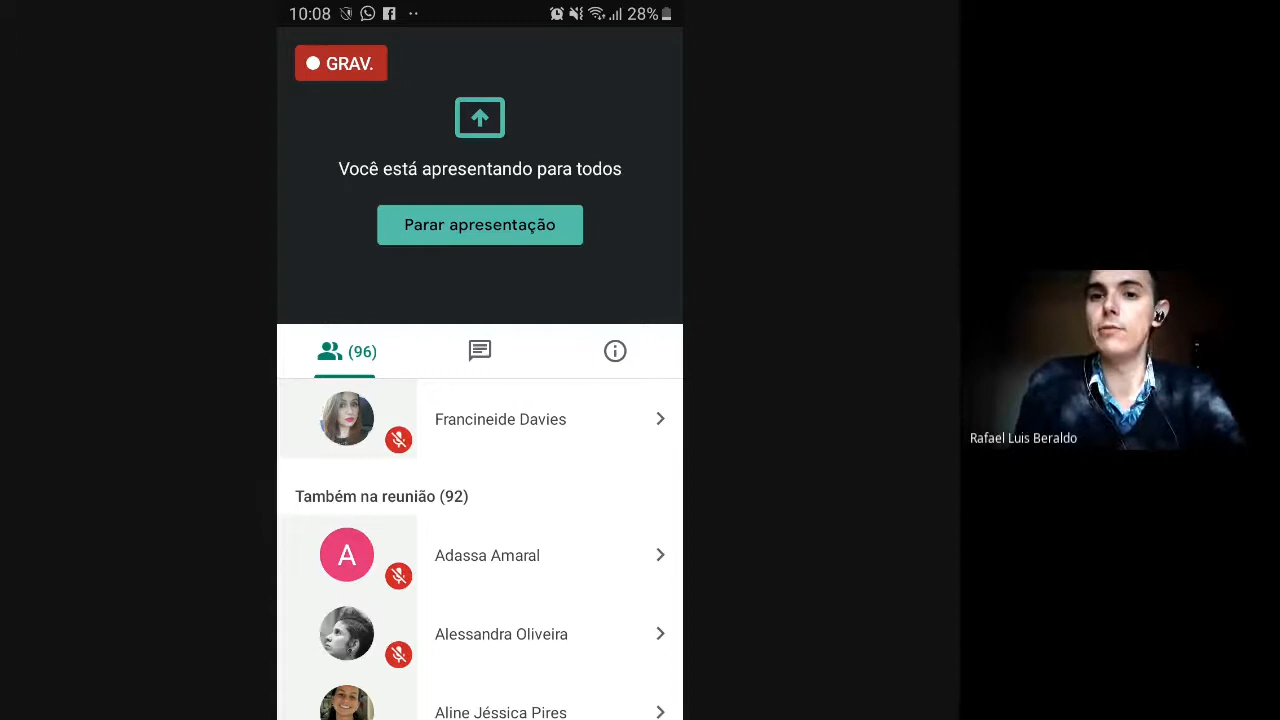 10:08
28%
GRAV.
Você está apresentando para todos
Parar apresentação
(96)
Francineide Davies
Também na reunião (92)
A
Adassa Amaral
Alessandra Oliveira
Aline Jéssica Pires
Rafael Luis Beraldo